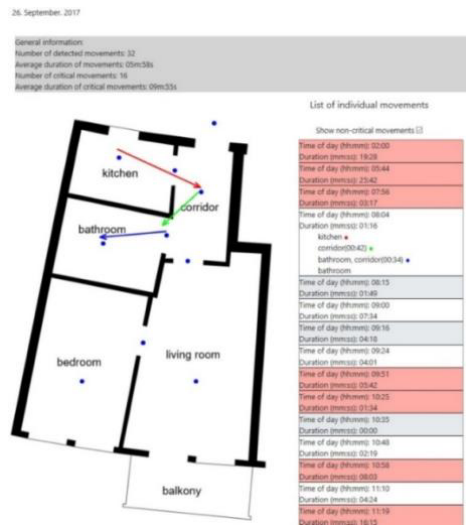 26. September, 2017
General information:
Number of detected movements: 32
Average duration of movements: 05m:58s
Number of critical movements: 16
Average duration of critical movements: 09m:55s
List of individual movements
Show non-critical movements
kitchen
corridor
bathroom
bedroom
living room
balcony
Time of day (hh:mm): 02:00
Duration (mm:ss): 19:28
Time of day (hh:mm): 05:44
Duration (mm:ss): 25:42
Time of day (hh:mm): 07:56
Duration (mm:ss): 03:17
Time of day (hh:mm): 08:04
Duration (mm:ss): 01:16
kitchen
corridor(00:42)
bathroom, corridor(00:34)
bathroom
Time of day (hh:mm): 08:15
Duration (mm:ss): 01:49
Time of day (hh:mm): 09:00
Duration (mm:ss): 07:34
Time of day (hh:mm): 09:16
Duration (mm:ss): 04:18
Time of day (hh:mm): 09:24
Duration (mm:ss): 04:01
Time of day (hh:mm): 09:51
Duration (mm:ss): 05:42
Time of day (hh:mm): 10:25
Duration (mm:ss): 01:34
Time of day (hh:mm): 10:35
Duration (mm:ss): 00:00
Time of day (hh:mm): 10:48
Duration (mm:ss): 02:19
Time of day (hh:mm): 10:58
Duration (mm:ss): 08:03
Time of day (hh:mm): 11:10
Duration (mm:ss): 04:24
Time of day (hh:mm): 11:19
Duration (mm:ss): 16:15